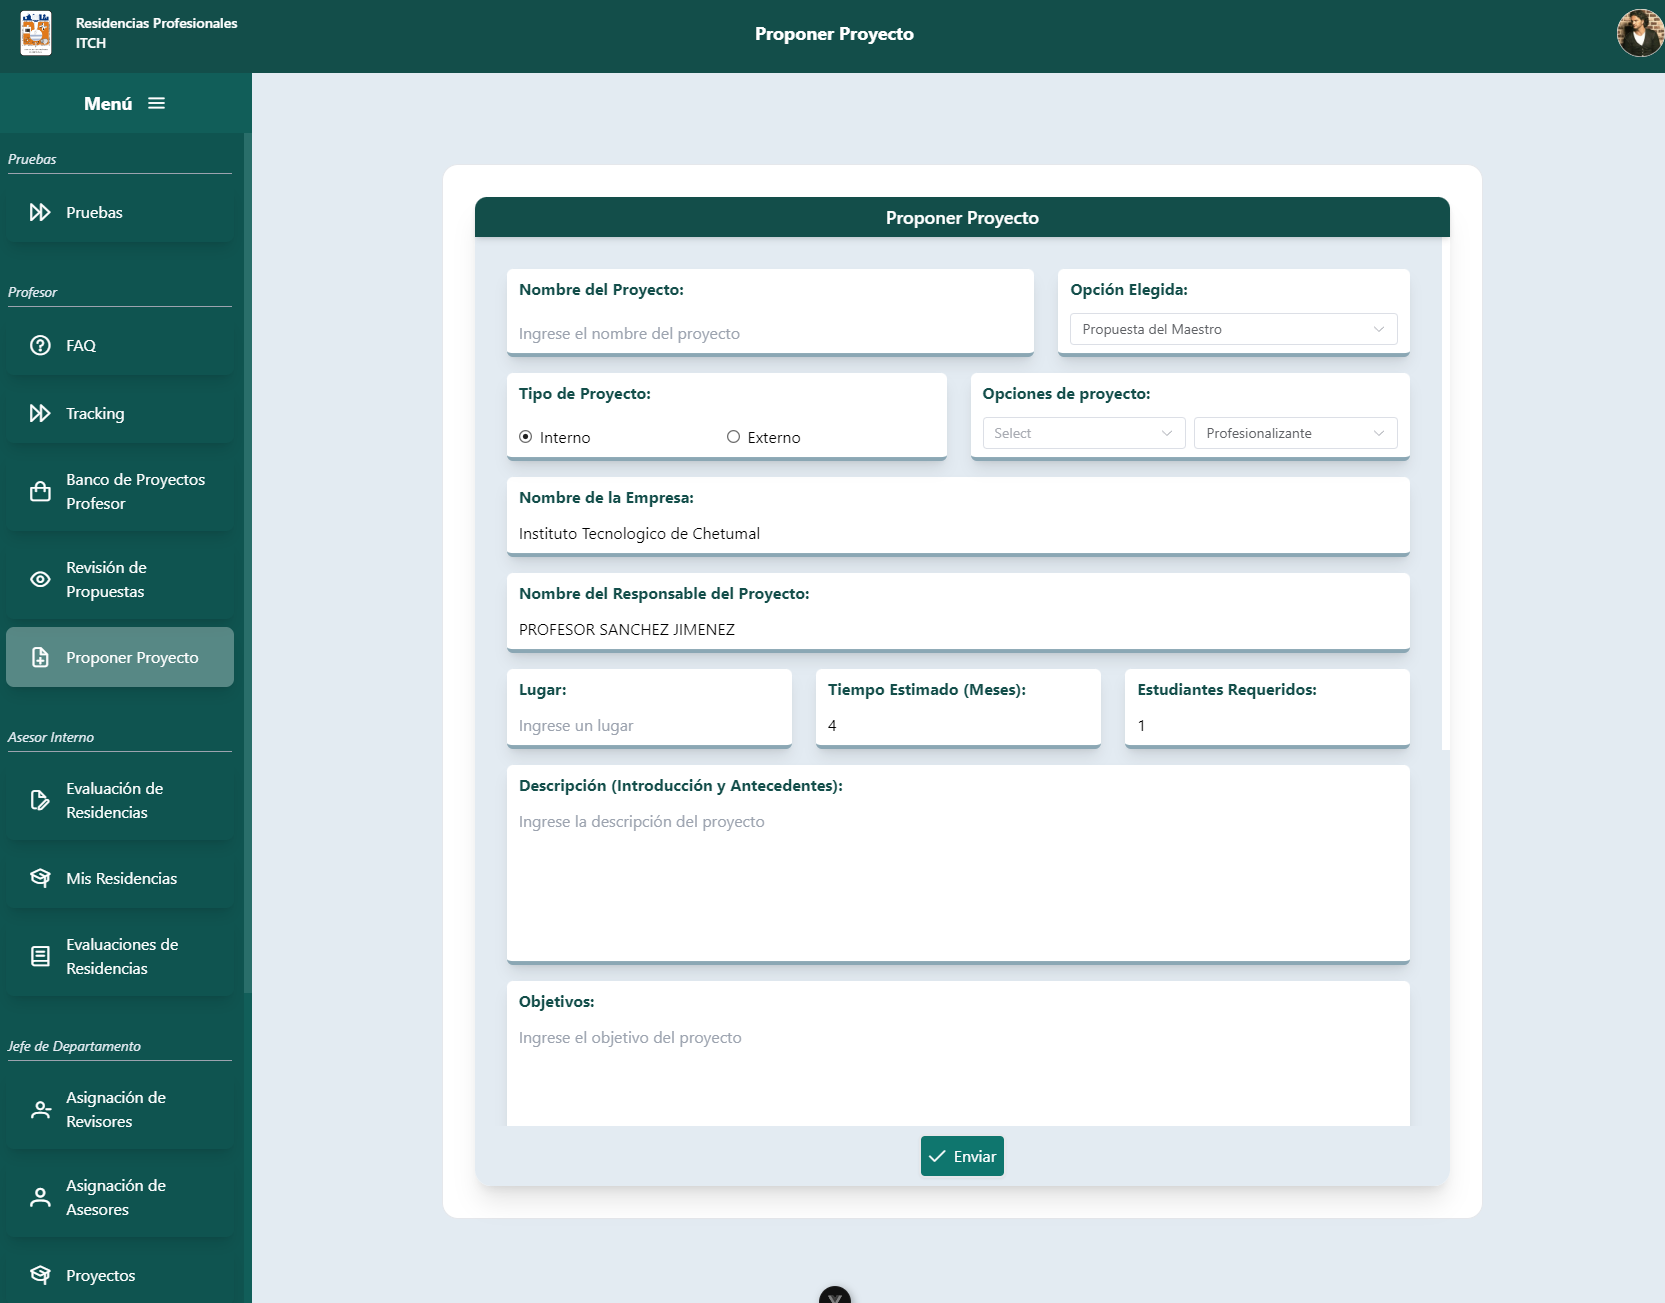 Residencias Profesionales
ITCH
Proponer Proyecto
Menú
Pruebas
Pruebas
Profesor
FAQ
Tracking
Banco de Proyectos
Profesor
Revisión de
Propuestas
Proponer Proyecto
Asesor Interno
Evaluación de
Residencias
Mis Residencias
Evaluaciones de
Residencias
Jefe de Departamento
Asignación de
Revisores
Asignación de
Asesores
Proyectos
Proponer Proyecto
Nombre del Proyecto:
Ingrese el nombre del proyecto
Opción Elegida:
Propuesta del Maestro
Tipo de Proyecto:
Interno
Externo
Opciones de proyecto:
Select
Profesionalizante
Nombre de la Empresa:
Instituto Tecnologico de Chetumal
Nombre del Responsable del Proyecto:
PROFESOR SANCHEZ JIMENEZ
Lugar:
Ingrese un lugar
Tiempo Estimado (Meses):
4
Estudiantes Requeridos:
1
Descripción (Introducción y Antecedentes):
Ingrese la descripción del proyecto
Objetivos:
Ingrese el objetivo del proyecto
Enviar